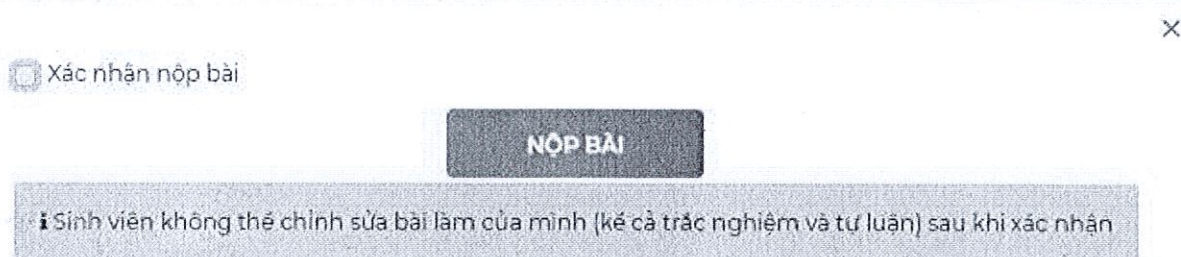 Xác nhận nộp bài
NỘP BÀI
i Sinh viên không thể chỉnh sửa bài làm của mình (kể cả trắc nghiệm và tự luận) sau khi xác nhận